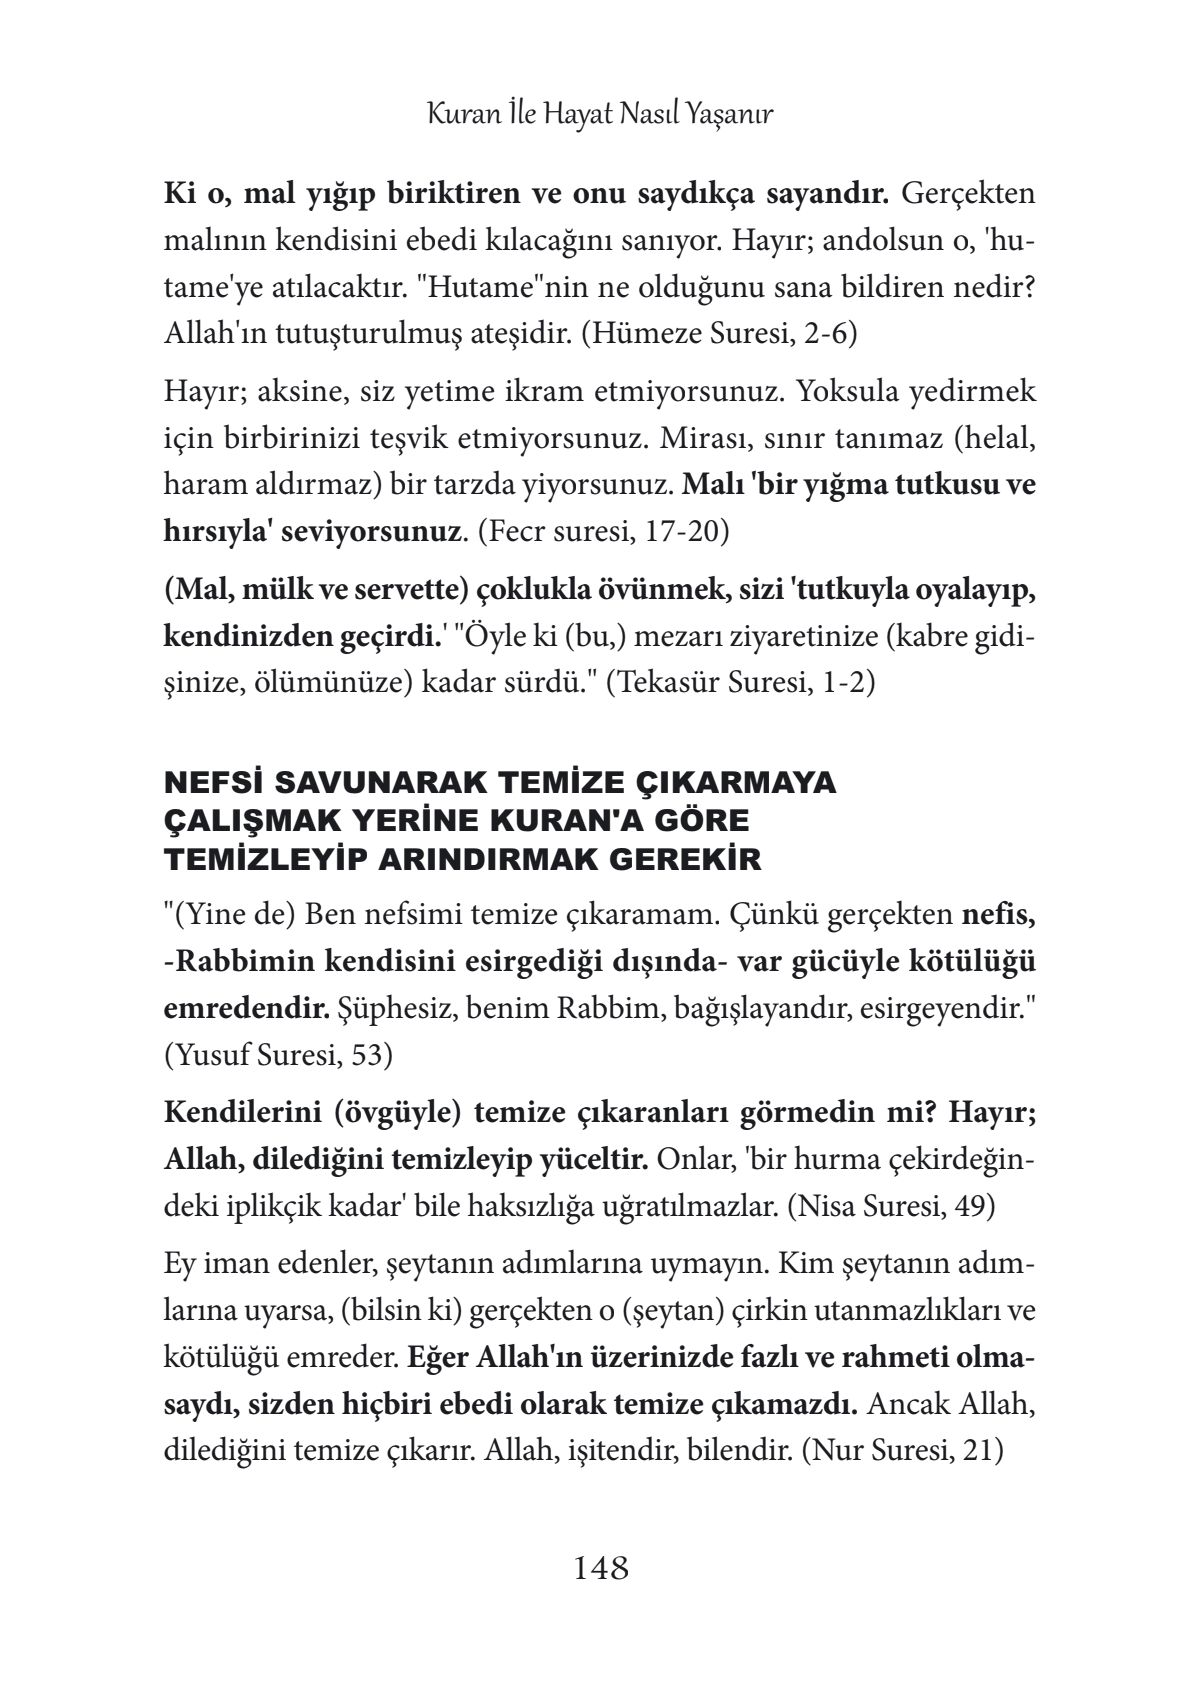 Kuran İle Hayat Nasıl Yaşanır
Ki o, mal yığıp biriktiren ve onu saydıkça sayandır. Gerçekten
malının kendisini ebedi kılacağını sanıyor. Hayır; andolsun o, 'hu-
tame'ye atılacaktır. "Hutame"nin ne olduğunu sana bildiren nedir?
Allah'ın tutuşturulmuş ateşidir. (Hümeze Suresi, 2-6)
Hayır; aksine, siz yetime ikram etmiyorsunuz. Yoksula yedirmek
için birbirinizi teşvik etmiyorsunuz. Mirası, sınır tanımaz (helal,
haram aldırmaz) bir tarzda yiyorsunuz. Malı 'bir yığma tutkusu ve
hırsıyla' seviyorsunuz. (Fecr suresi, 17-20)
(Mal, mülk ve servette) çoklukla övünmek, sizi 'tutkuyla oyalayıp,
kendinizden geçirdi.' "Öyle ki (bu,) mezarı ziyaretinize (kabre gidi-
şinize, ölümünüze) kadar sürdü." (Tekasür Suresi, 1-2)
NEFSİ SAVUNARAK TEMİZE ÇIKARMAYA
ÇALIŞMAK YERİNE KURAN'A GÖRE
TEMİZLEYİP ARINDIRMAK GEREKİR
"(Yine de) Ben nefsimi temize çıkaramam. Çünkü gerçekten nefis,
-Rabbimin kendisini esirgediği dışında- var gücüyle kötülüğü
emredendir. Şüphesiz, benim Rabbim, bağışlayandır, esirgeyendir."
(Yusuf Suresi, 53)
Kendilerini (övgüyle) temize çıkaranları görmedin mi? Hayır;
Allah, dilediğini temizleyip yüceltir. Onlar, 'bir hurma çekirdeğin-
deki iplikçik kadar' bile haksızlığa uğratılmazlar. (Nisa Suresi, 49)
Ey iman edenler, şeytanın adımlarına uymayın. Kim şeytanın adım-
larına uyarsa, (bilsin ki) gerçekten o (şeytan) çirkin utanmazlıkları ve
kötülüğü emreder. Eğer Allah'ın üzerinizde fazlı ve rahmeti olma-
saydı, sizden hiçbiri ebedi olarak temize çıkamazdı. Ancak Allah,
dilediğini temize çıkarır. Allah, işitendir, bilendir. (Nur Suresi, 21)
148